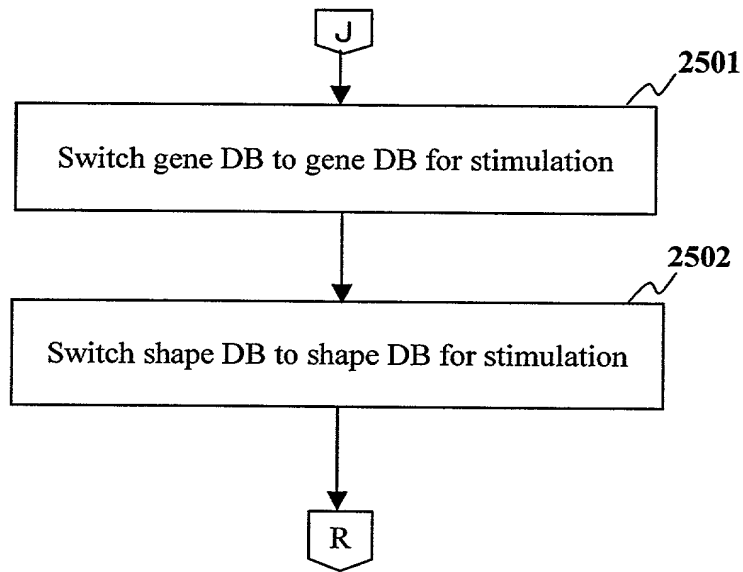 J
2501
Switch gene DB to gene DB for stimulation
2502
Switch shape DB to shape DB for stimulation
R